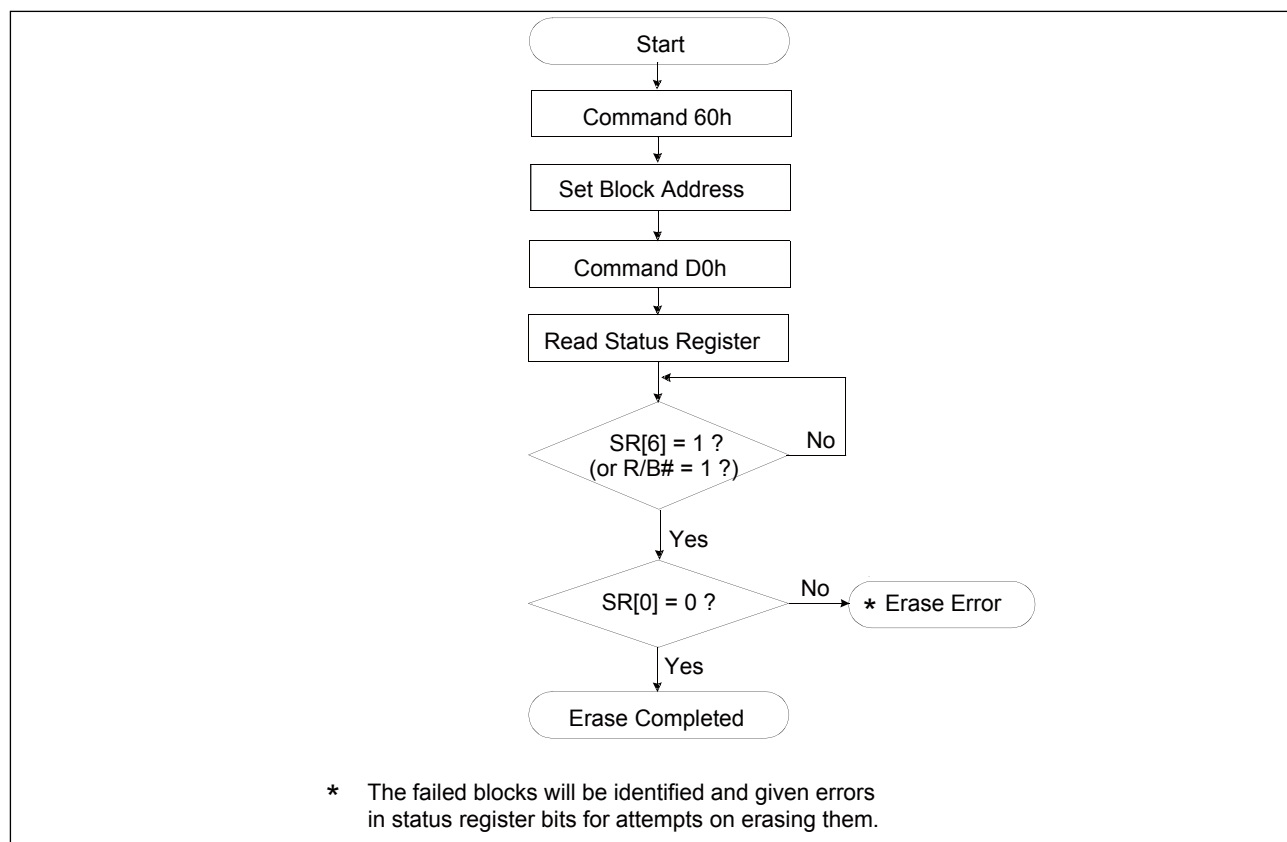 Start
Command 60h
Set Block Address
Command D0h
Read Status Register
SR[6] = 1 ?
(or R/B# = 1 ?)
No
Yes
SR[0] = 0 ?
No
* Erase Error
Yes
Erase Completed
* The failed blocks will be identified and given errors
in status register bits for attempts on erasing them.